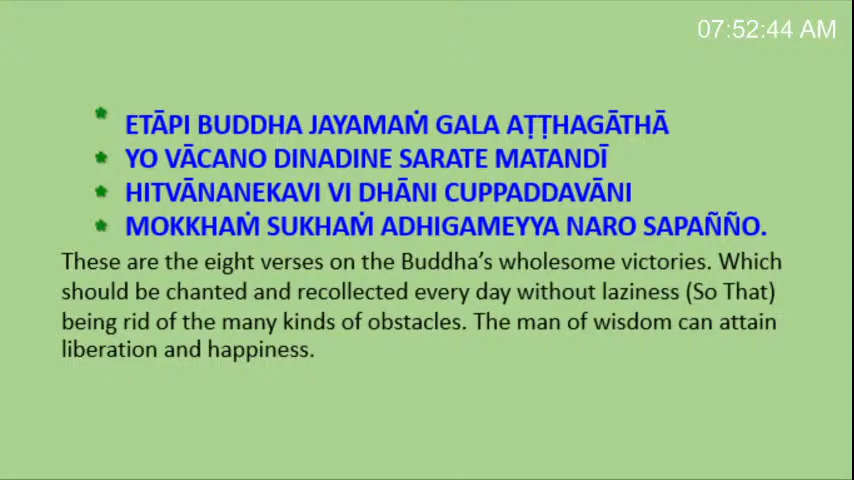 07:52:44 AM
* ETĀPI BUDDHA JAYAMAṀ GALA AṬṬHAGĀTHĀ
* YO VĀCANO DINADINE SARATE MATANDĪ
* HITVĀNANEKAVI VI DHĀNI CUPPADDAVĀNI
* MOKKHAṀ SUKHAṀ ADHIGAMEYYA NARO SAPAÑÑO.
These are the eight verses on the Buddha’s wholesome victories. Which
should be chanted and recollected every day without laziness (So That)
being rid of the many kinds of obstacles. The man of wisdom can attain
liberation and happiness.